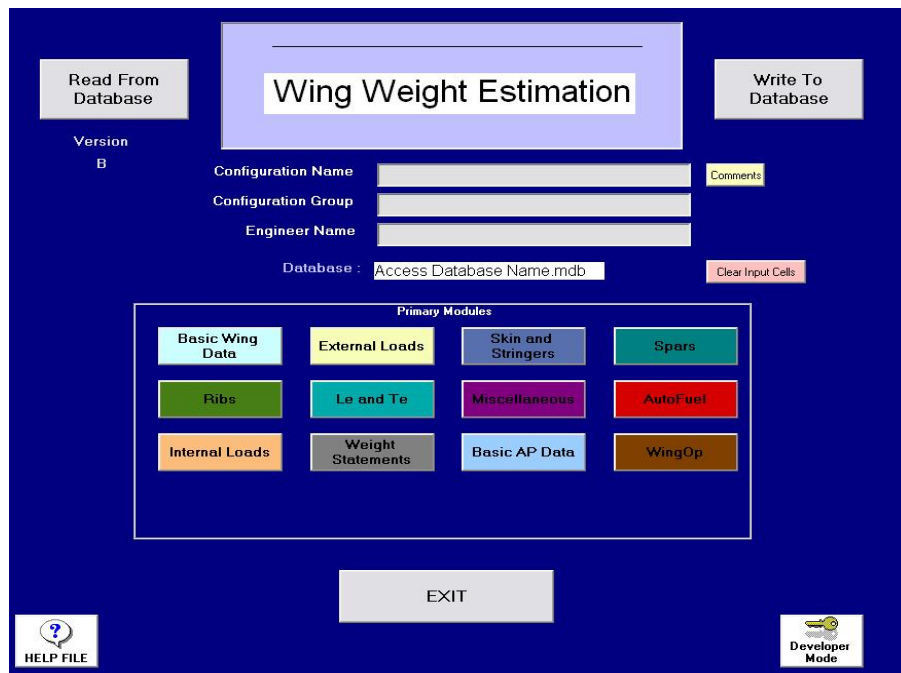 Read From
Database
Wing Weight Estimation
Write To
Database
Version
B
Configuration Name
Comments
Configuration Group
Engineer Name
Database :
Access Database Name.mdb
Clear Input Cells
Primary Modules
Basic Wing
Data
External Loads
Skin and
Stringers
Spars
Ribs
Le and Te
Miscellaneous
AutoFuel
Internal Loads
Weight
Statements
Basic AP Data
WingOp
EXIT
HELP FILE
Developer
Mode